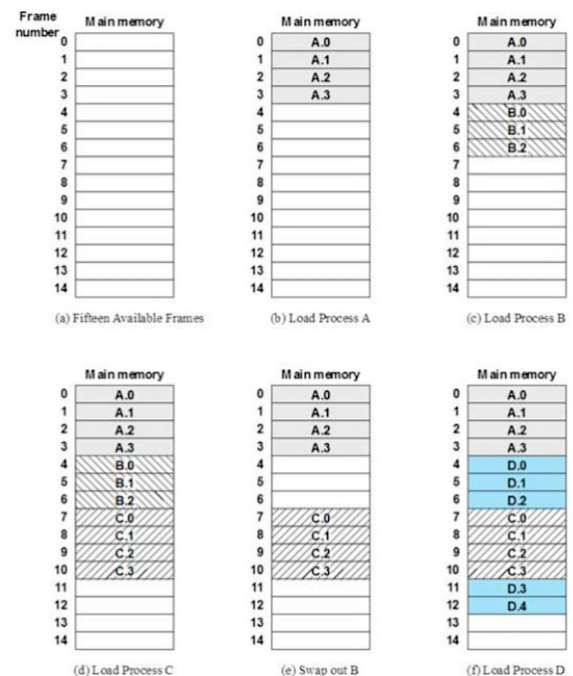 Frame number
Main memory
0
1
2
3
4
5
6
7
8
9
10
11
12
13
14
(a) Fifteen Available Frames
Main memory
0 A.0
1 A.1
2 A.2
3 A.3
4
5
6
7
8
9
10
11
12
13
14
(b) Load Process A
Main memory
0 A.0
1 A.1
2 A.2
3 A.3
4 B.0
5 B.1
6 B.2
7
8
9
10
11
12
13
14
(c) Load Process B
Main memory
0 A.0
1 A.1
2 A.2
3 A.3
4 B.0
5 B.1
6 B.2
7 C.0
8 C.1
9 C.2
10 C.3
11
12
13
14
(d) Load Process C
Main memory
0 A.0
1 A.1
2 A.2
3 A.3
4
5
6
7 C.0
8 C.1
9 C.2
10 C.3
11
12
13
14
(e) Swap out B
Main memory
0 A.0
1 A.1
2 A.2
3 A.3
4 D.0
5 D.1
6 D.2
7 C.0
8 C.1
9 C.2
10 C.3
11 D.3
12 D.4
13
14
(f) Load Process D